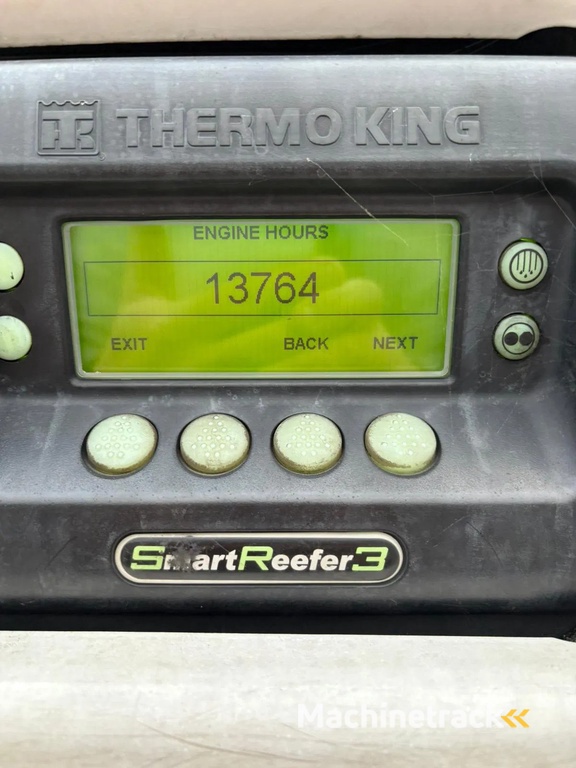 THERMO KING
ENGINE HOURS
13764
EXIT BACK NEXT
SmartReefer3
Machinetrack